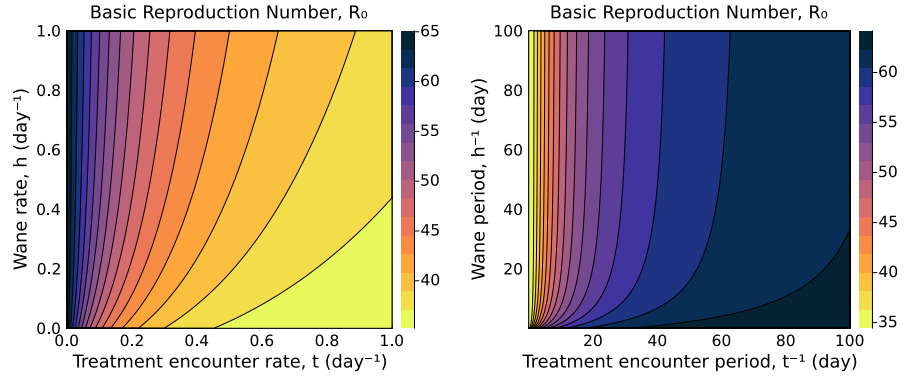 Basic Reproduction Number, R₀
1.0
0.8
0.6
0.4
0.2
0.0
Wane rate, h (day⁻¹)
0.0 0.2 0.4 0.6 0.8 1.0
Treatment encounter rate, t (day⁻¹)
65
60
55
50
45
40
Basic Reproduction Number, R₀
100
80
60
40
20
Wane period, h⁻¹ (day)
20 40 60 80 100
Treatment encounter period, t⁻¹ (day)
60
55
50
45
40
35